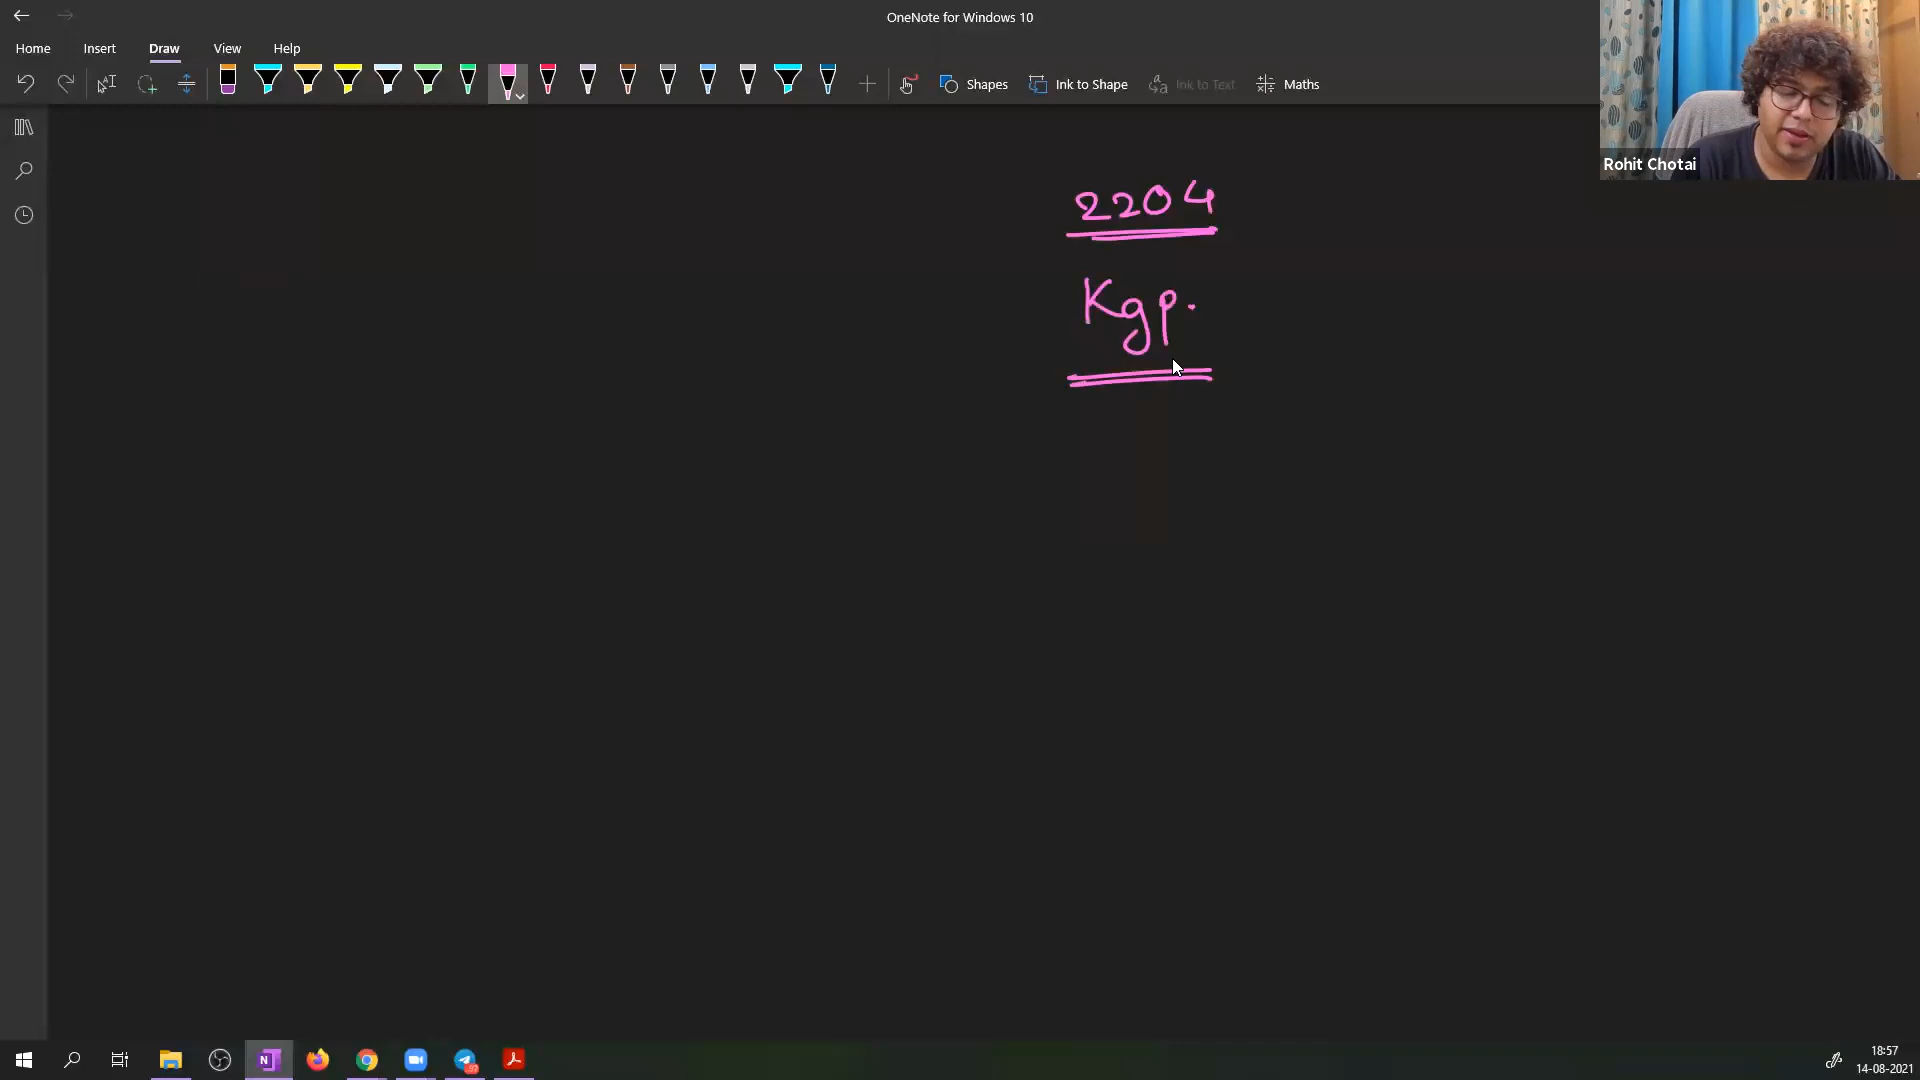 OneNote for Windows 10
Home Insert Draw View Help
Shapes Ink to Shape Ink to Text Maths
Rohit Chotai
2204
Kgp.
18:57
14-08-2021